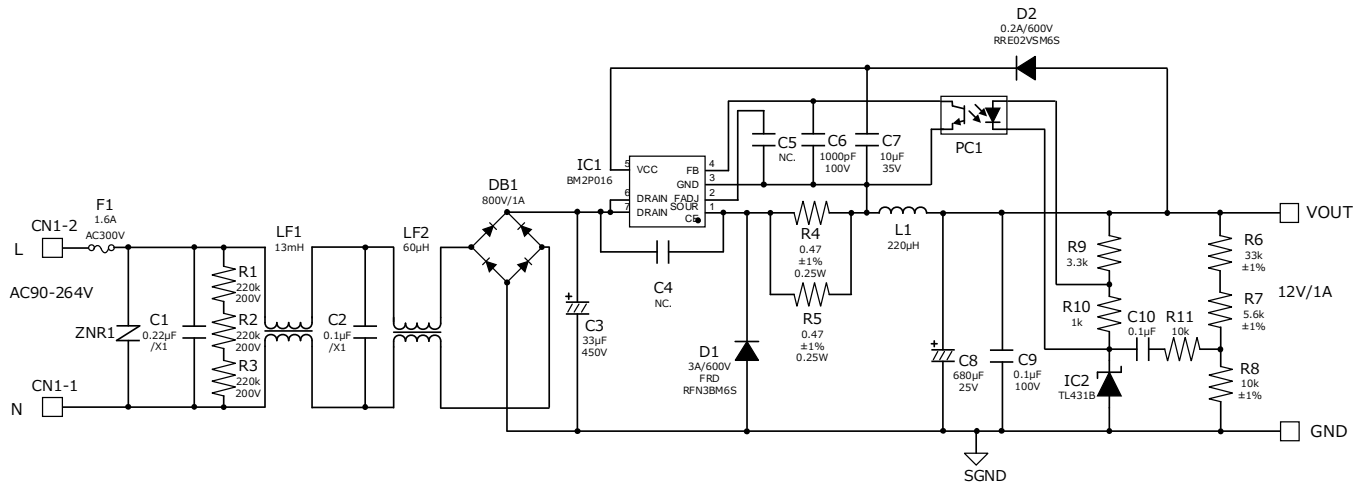 D2
0.2A/600V
RRE02VSM6S
IC1
BM2P016
5
VCC
FB
4
GND
3
6
DRAIN
FADJ
2
7
DRAIN
SOUR
CE
1
C5
NC.
C6
1000pF
100V
C7
10µF
35V
PC1
DB1
800V/1A
F1
1.6A
AC300V
CN1-2
L
AC90-264V
LF1
13mH
LF2
60µH
R1
220k
200V
R2
220k
200V
R3
220k
200V
ZNR1
C1
0.22µF
/X1
C2
0.1µF
/X1
CN1-1
N
+
C3
33µF
450V
C4
NC.
R4
0.47
±1%
0.25W
R5
0.47
±1%
0.25W
L1
220µH
D1
3A/600V
FRD
RFN3BM6S
+
C8
680µF
25V
C9
0.1µF
100V
R9
3.3k
R10
1k
C10
0.1µF
R11
10k
IC2
TL431B
R6
33k
±1%
R7
5.6k
±1%
R8
10k
±1%
VOUT
12V/1A
GND
SGND